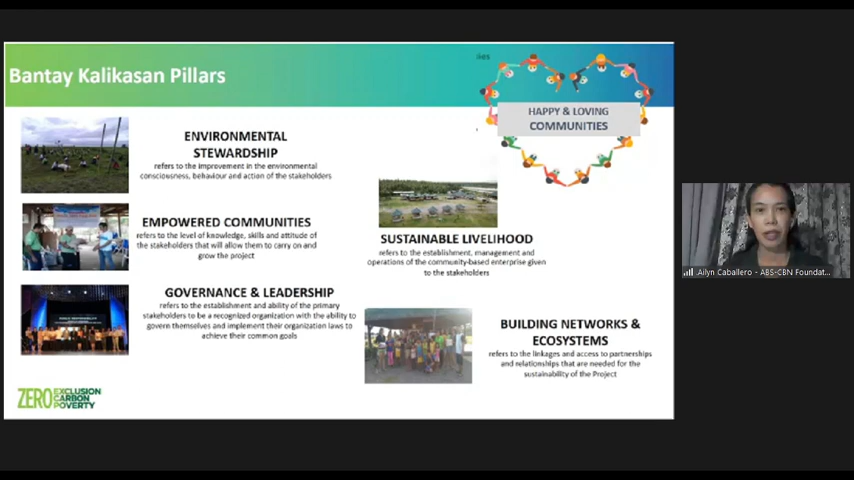 Bantay Kalikasan Pillars
HAPPY & LOVING
COMMUNITIES
ENVIRONMENTAL
STEWARDSHIP
refers to the improvement in the environmental
consciousness, behaviour and action of the stakeholders
EMPOWERED COMMUNITIES
refers to the level of knowledge, skills and attitude of
the stakeholders that will allow them to carry on and
grow the project
GOVERNANCE & LEADERSHIP
refers to the establishment and ability of the primary
stakeholders to be a recognized organization with the ability to
govern themselves and implement their organization laws to
achieve their common goals
SUSTAINABLE LIVELIHOOD
refers to the establishment, management and
operations of the community-based enterprise given
to the stakeholders
BUILDING NETWORKS &
ECOSYSTEMS
refers to the linkages and access to partnerships
and relationships that are needed for the
sustainability of the Project
ZERO EXCLUSION
CARBON
POVERTY
Ailyn Caballero - ABS-CBN Foundat...